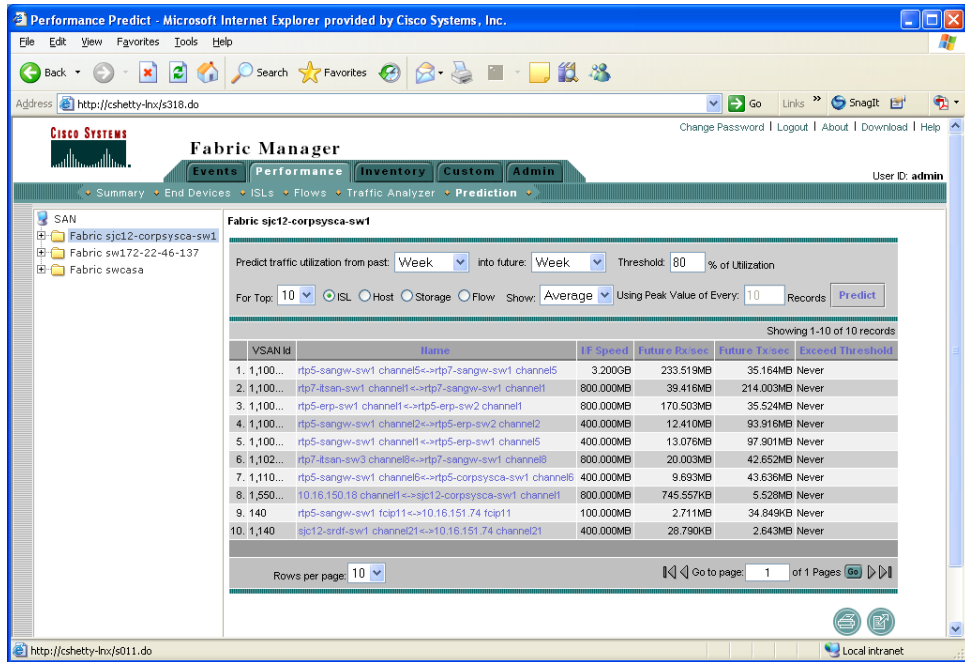 Performance Predict - Microsoft Internet Explorer provided by Cisco Systems, Inc.
File Edit View Favorites Tools Help
Back Search Favorites
Address http://cshetty-lnx/s318.do Go Links » SnagIt
CISCO SYSTEMS
Change Password | Logout | About | Download | Help
Fabric Manager
Events Performance Inventory Custom Admin
User ID: admin
Summary End Devices ISLs Flows Traffic Analyzer Prediction
SAN
Fabric sjc12-corpsysca-sw1
Fabric sw172-22-46-137
Fabric swcasa
Fabric sjc12-corpsysca-sw1
Predict traffic utilization from past: Week into future: Week Threshold: 80 % of Utilization
For Top: 10 ISL Host Storage Flow Show: Average Using Peak Value of Every: 10 Records Predict
Showing 1-10 of 10 records
VSAN Id Name I/F Speed Future Rx/sec Future Tx/sec Exceed Threshold
1. 1,100... rtp5-sangw-sw1 channel5<->rtp7-sangw-sw1 channel5 3.200GB 233.519MB 35.164MB Never
2. 1,100... rtp7-itsan-sw1 channel1<->rtp7-sangw-sw1 channel1 800.000MB 39.416MB 214.003MB Never
3. 1,100... rtp5-erp-sw1 channel1<->rtp5-erp-sw2 channel1 800.000MB 170.503MB 35.524MB Never
4. 1,100... rtp5-sangw-sw1 channel2<->rtp5-erp-sw2 channel2 400.000MB 12.410MB 93.916MB Never
5. 1,100... rtp5-sangw-sw1 channel1<->rtp5-erp-sw1 channel5 400.000MB 13.076MB 97.901MB Never
6. 1,102... rtp7-itsan-sw3 channel8<->rtp7-sangw-sw1 channel8 800.000MB 20.003MB 42.652MB Never
7. 1,110... rtp5-sangw-sw1 channel6<->rtp5-corpsysca-sw1 channel6 400.000MB 9.693MB 43.636MB Never
8. 1,550... 10.16.150.18 channel1<->sjc12-corpsysca-sw1 channel1 800.000MB 745.557KB 5.528MB Never
9. 140 rtp5-sangw-sw1 fcip11<->10.16.151.74 fcip11 100.000MB 2.711MB 34.849KB Never
10. 1,140 sjc12-srdf-sw1 channel21<->10.16.151.74 channel21 400.000MB 28.790KB 2.643MB Never
Rows per page: 10 Go to page: 1 of 1 Pages Go
http://cshetty-lnx/s011.do Local intranet